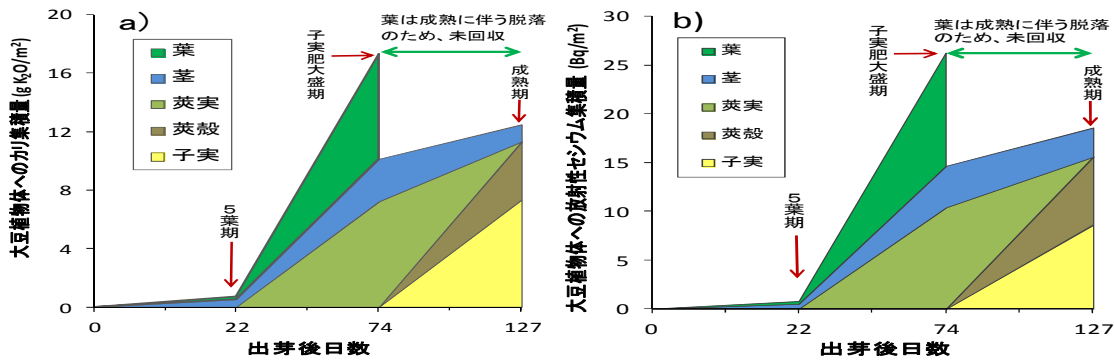 a)
大豆植物体へのカリ集積量(g K₂O/m²)
20
16
12
8
4
0
葉
茎
莢実
莢殻
子実
5葉期
子実肥大盛期
葉は成熟に伴う脱落
のため、未回収
成熟期
0 22 74 127
出芽後日数
b)
大豆植物体への放射性セシウム集積量 (Bq/m²)
30
25
20
15
10
5
0
葉
茎
莢実
莢殻
子実
5葉期
子実肥大盛期
葉は成熟に伴う脱落
のため、未回収
成熟期
0 22 74 127
出芽後日数